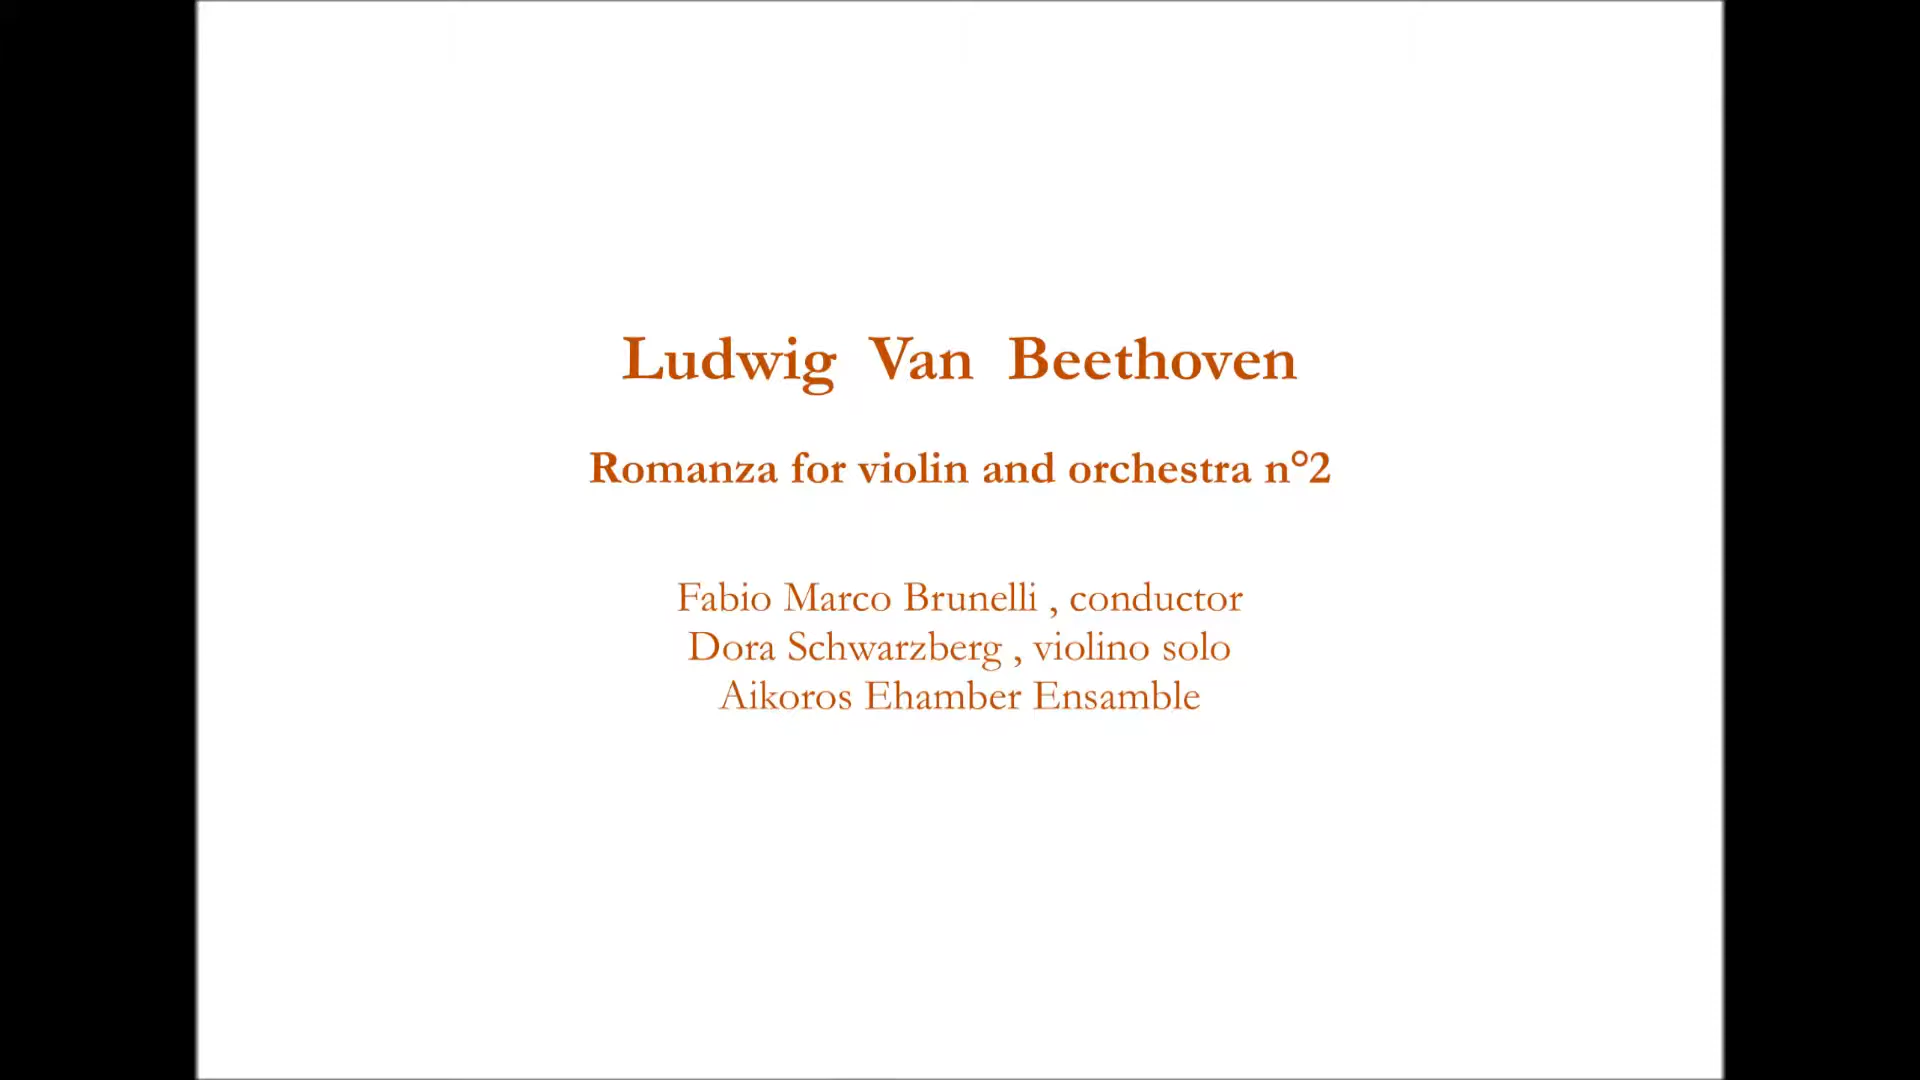 Ludwig Van Beethoven
Romanza for violin and orchestra n°2
Fabio Marco Brunelli , conductor
Dora Schwarzberg , violino solo
Aikoros Ehamber Ensamble